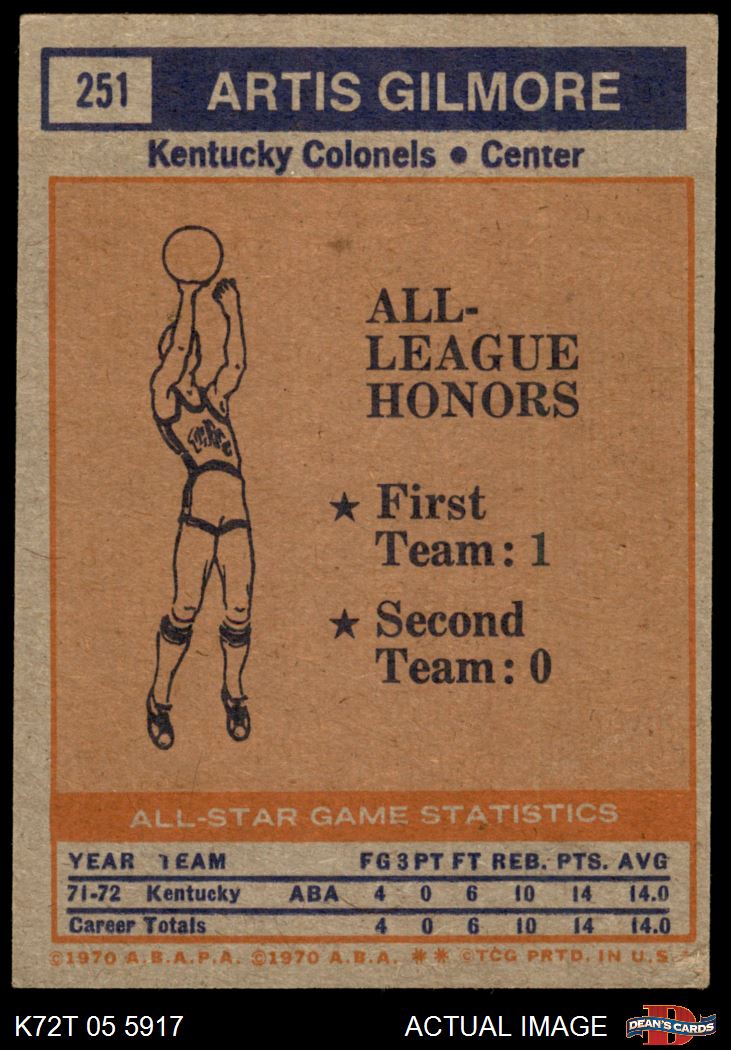 251 ARTIS GILMORE
Kentucky Colonels • Center
ALL-
LEAGUE
HONORS
★ First
Team: 1
★ Second
Team: 0
ALL-STAR GAME STATISTICS
YEAR TEAM FG 3PT FT REB. PTS. AVG
71-72 Kentucky ABA 4 0 6 10 14 14.0
Career Totals 4 0 6 10 14 14.0
©1970 A.B.A.P.A. ©1970 A.B.A. ✱✱ ©TCG PRTD. IN U.S.
K72T 05 5917 ACTUAL IMAGE DEAN'S CARDS